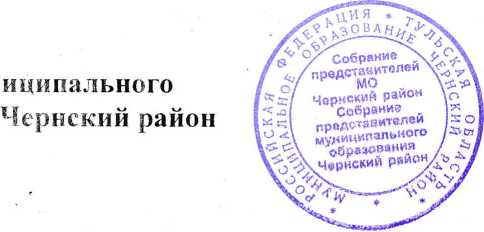 иципального
Чернский район
РОССИЙСКАЯ ФЕДЕРАЦИЯ * ТУЛЬСКАЯ ОБЛАСТЬ *
МУНИЦИПАЛЬНОЕ ОБРАЗОВАНИЕ ЧЕРНСКИЙ РАЙОН *
Собрание
представителей
МО
Чернский район
Собрание
представителей
муниципального
образования
Чернский район